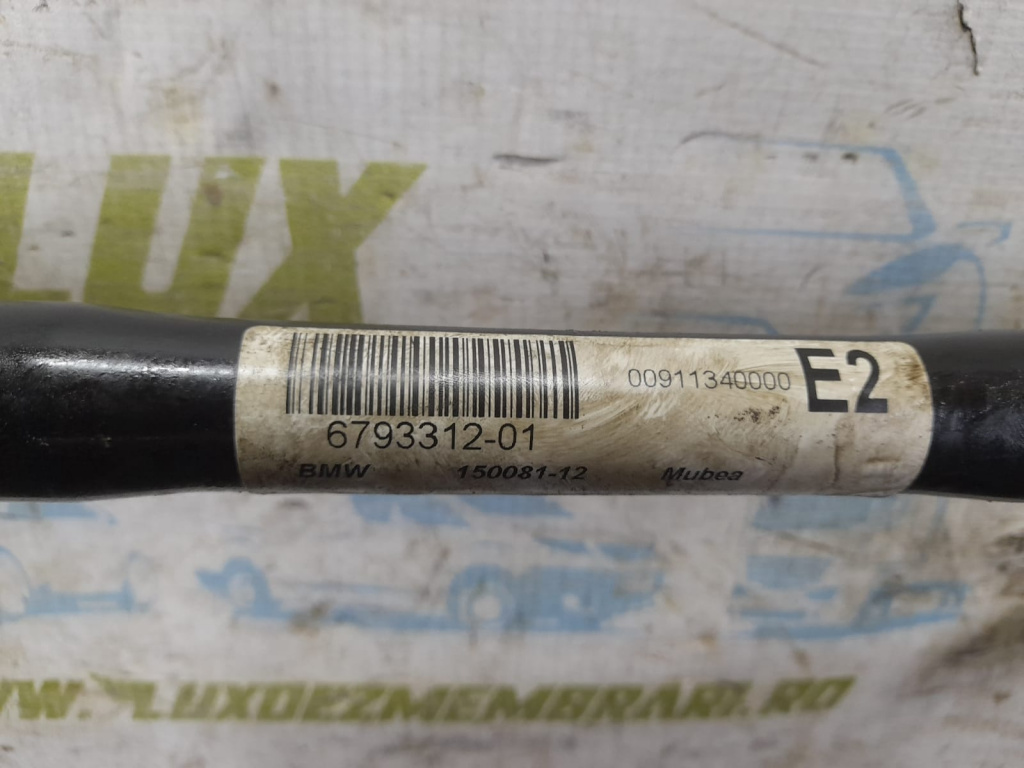 LUX
00911340000 E2
6793312-01
BMW 150081-12 Mubea
WWW.LUXDEZMEMBRARI.RO